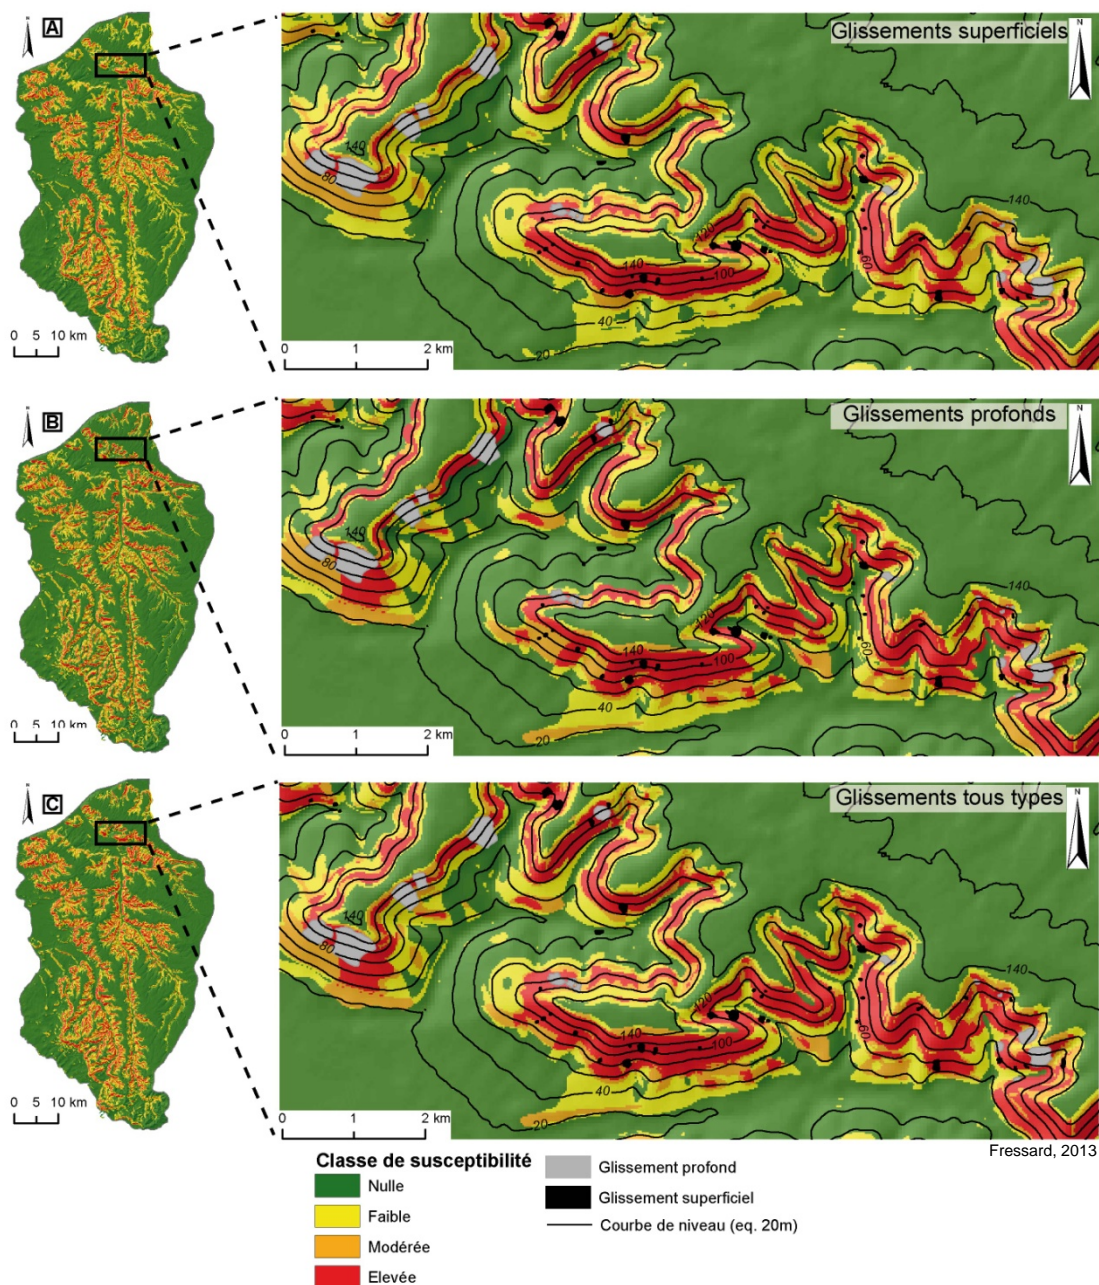 A
N
0 5 10 km
Glissements superficiels
N
140
80
140
120
140
100
60
40
20
0 1 2 km
B
N
0 5 10 km
Glissements profonds
N
140
80
140
120
140
100
60
40
20
0 1 2 km
C
N
0 5 10 km
Glissements tous types
N
140
80
140
120
140
100
60
40
20
0 1 2 km
Fressard, 2013
Classe de susceptibilité
Nulle
Faible
Modérée
Elevée
Glissement profond
Glissement superficiel
Courbe de niveau (eq. 20m)